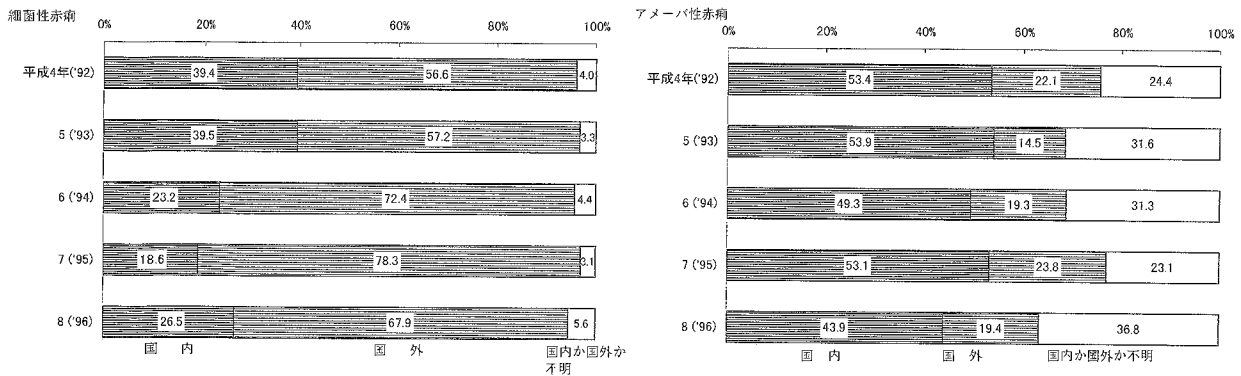 細菌性赤痢
0% 20% 40% 60% 80% 100%
平成4年('92) 39.4 56.6 4.0
5 ('93) 39.5 57.2 3.3
6 ('94) 23.2 72.4 4.4
7 ('95) 18.6 78.3 3.1
8 ('96) 26.5 67.9 5.6
国内 国外 国内か国外か
不明
アメーバ性赤痢
0% 20% 40% 60% 80% 100%
平成4年('92) 53.4 22.1 24.4
5 ('93) 53.9 14.5 31.6
6 ('94) 49.3 19.3 31.3
7 ('95) 53.1 23.8 23.1
8 ('96) 43.9 19.4 36.8
国内 国外 国内か国外か不明